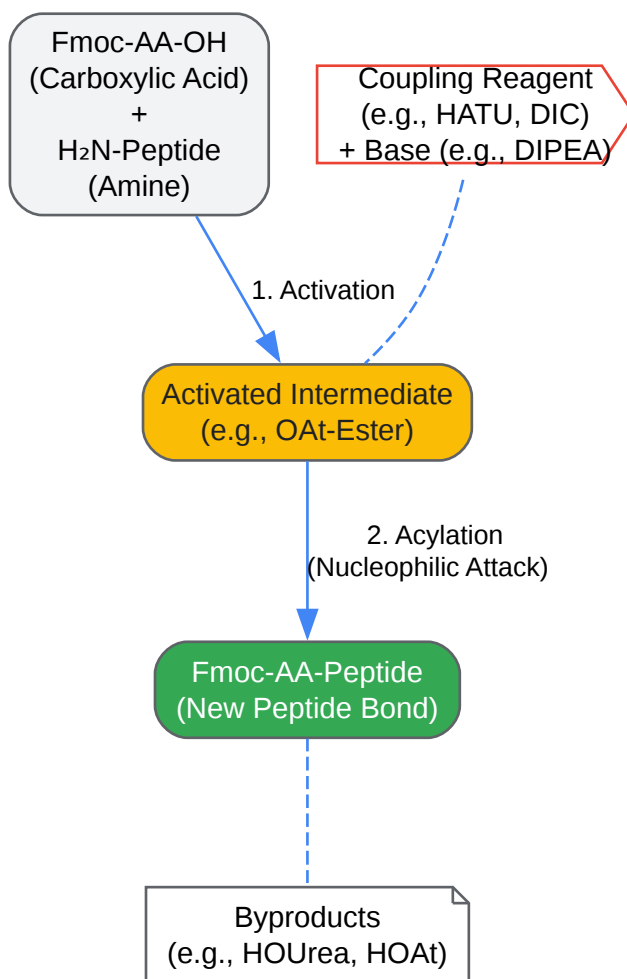 Fmoc-AA-OH
(Carboxylic Acid)
+
H₂N-Peptide
(Amine)
Coupling Reagent
(e.g., HATU, DIC)
+ Base (e.g., DIPEA)
1. Activation
Activated Intermediate
(e.g., OAt-Ester)
2. Acylation
(Nucleophilic Attack)
Fmoc-AA-Peptide
(New Peptide Bond)
Byproducts
(e.g., HOUrea, HOAt)